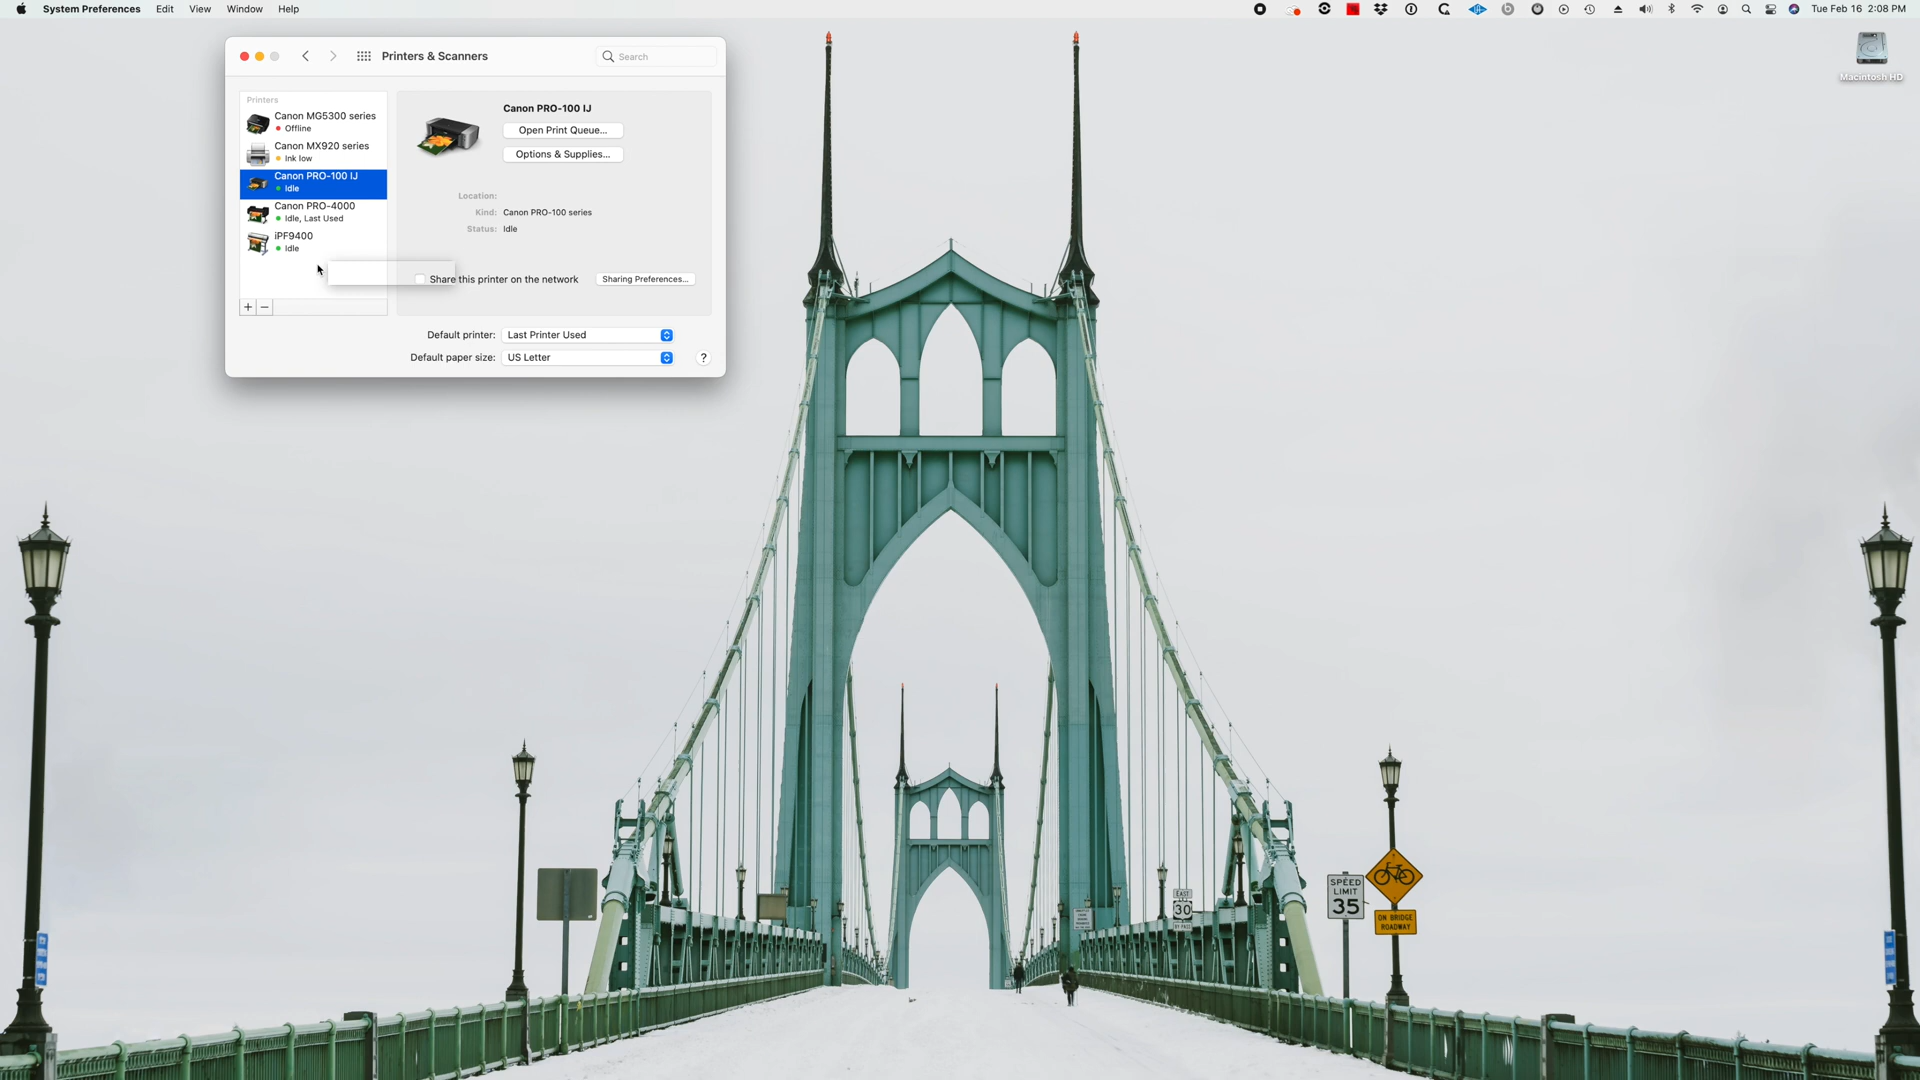 System Preferences Edit View Window Help
Tue Feb 16 2:08 PM
Macintosh HD
Printers & Scanners
Search
Printers
Canon MG5300 series
Offline
Canon MX920 series
Ink low
Canon PRO-100 IJ
Idle
Canon PRO-4000
Idle, Last Used
iPF9400
Idle
+ −
Canon PRO-100 IJ
Open Print Queue...
Options & Supplies...
Location:
Kind: Canon PRO-100 series
Status: Idle
Share this printer on the network
Sharing Preferences...
Default printer: Last Printer Used
Default paper size: US Letter
?
EAST
30
BY PASS
SPEED
LIMIT
35
ON BRIDGE
ROADWAY